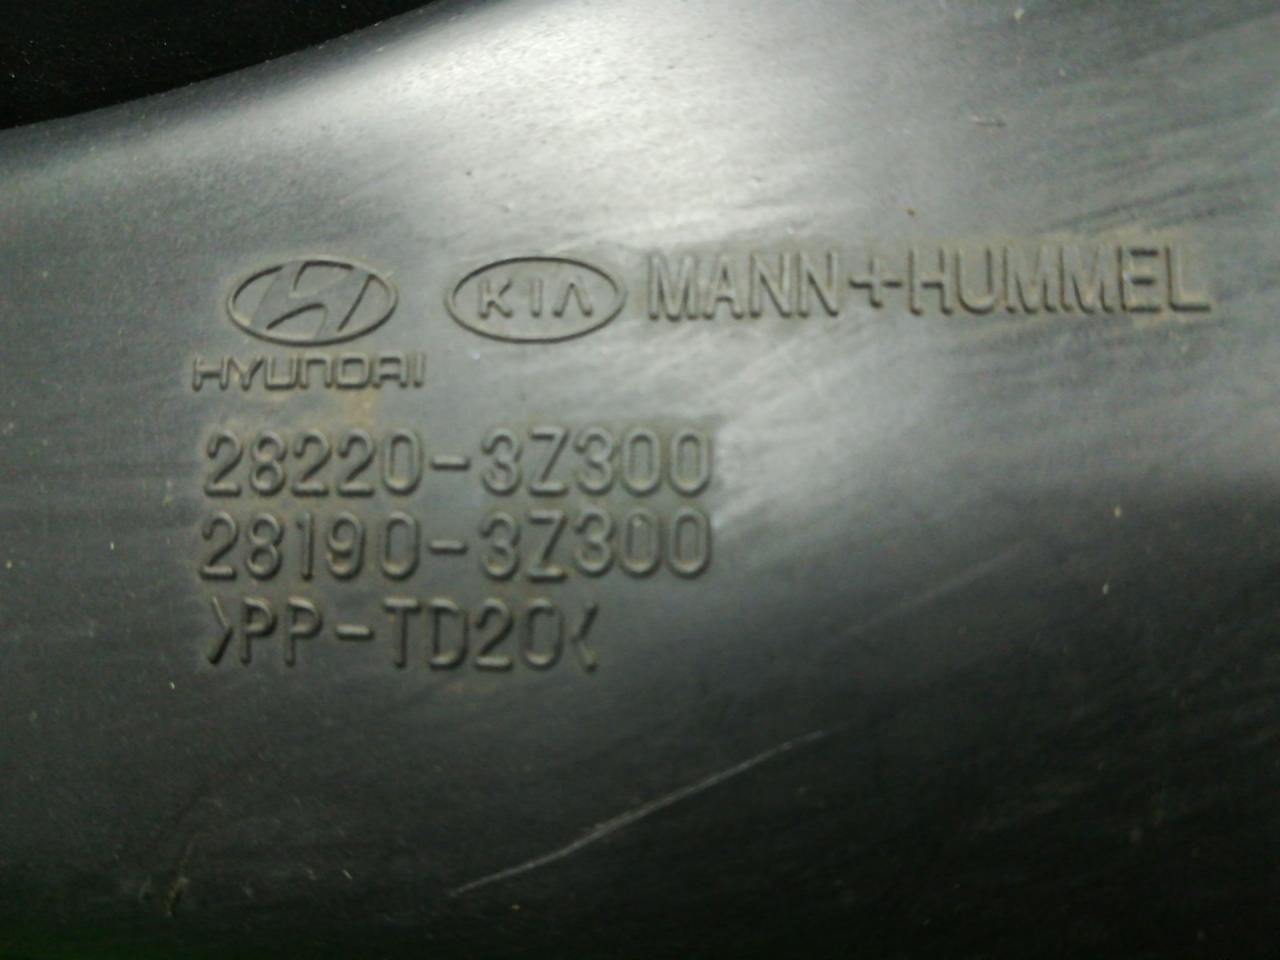 KIA MANN+HUMMEL
HYUNDAI
28220-3Z300
28190-3Z300
>PP-TD20<